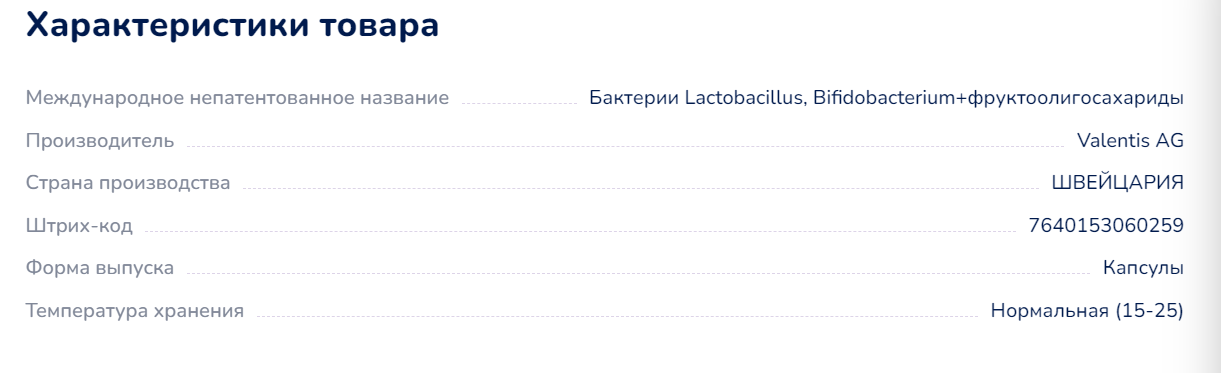 Характеристики товара
Международное непатентованное название Бактерии Lactobacillus, Bifidobacterium+фруктоолигосахариды
Производитель Valentis AG
Страна производства ШВЕЙЦАРИЯ
Штрих-код 7640153060259
Форма выпуска Капсулы
Температура хранения Нормальная (15-25)